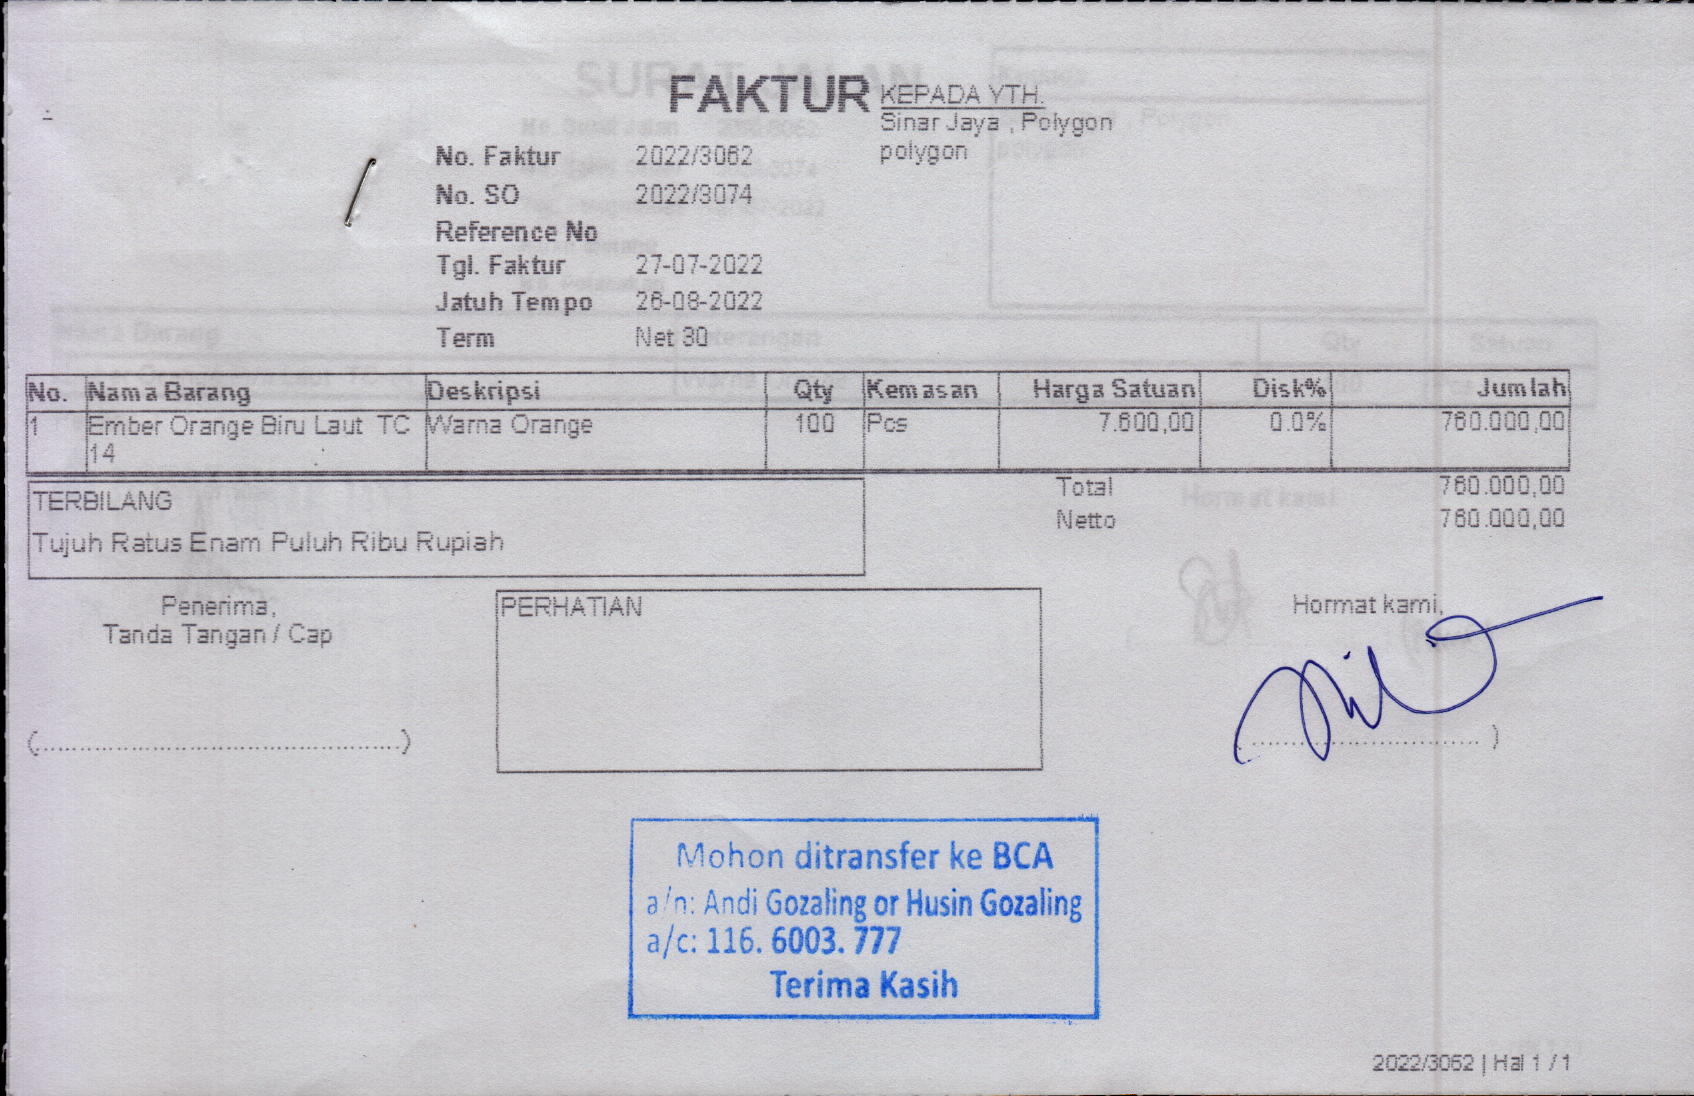 FAKTUR
KEPADA YTH.
Sinar Jaya , Polygon
polygon
No. Faktur 2022/3062
No. SO 2022/3074
Reference No
Tgl. Faktur 27-07-2022
Jatuh Tempo 26-08-2022
Term Net 30
No. Nama Barang Deskripsi Qty Kemasan Harga Satuan Disk% Jumlah
1 Ember Orange Biru Laut TC Warna Orange 100 Pcs 7.600,00 0.0% 760.000,00
14
Total 760.000,00
Netto 760.000,00
TERBILANG
Tujuh Ratus Enam Puluh Ribu Rupiah
Penerima,
Tanda Tangan / Cap
(................................................)
PERHATIAN
Hormat kami,
Mohon ditransfer ke BCA
a/n: Andi Gozaling or Husin Gozaling
a/c: 116. 6003. 777
Terima Kasih
2022/3062 | Hal 1 / 1